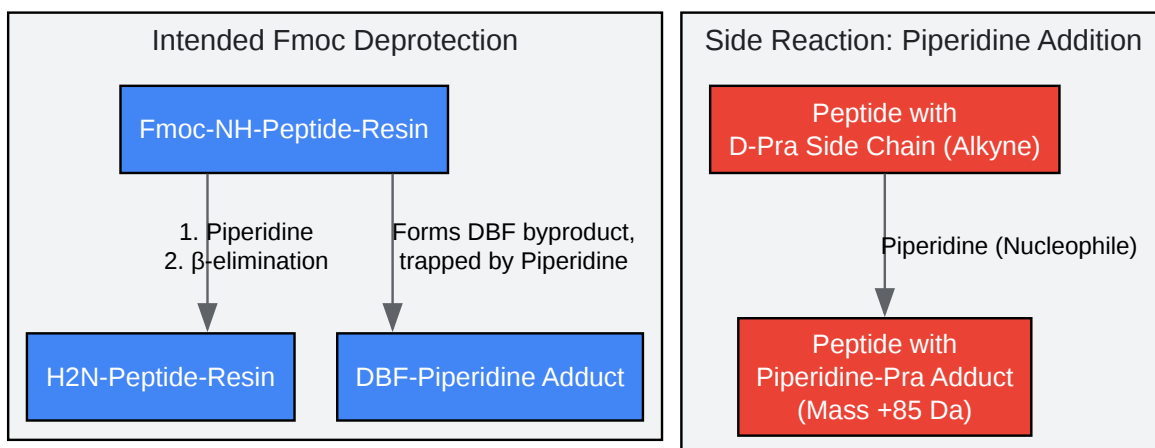 Intended Fmoc Deprotection
Fmoc-NH-Peptide-Resin
1. Piperidine
2. β-elimination
Forms DBF byproduct,
trapped by Piperidine
H2N-Peptide-Resin
DBF-Piperidine Adduct
Side Reaction: Piperidine Addition
Peptide with
D-Pra Side Chain (Alkyne)
Piperidine (Nucleophile)
Peptide with
Piperidine-Pra Adduct
(Mass +85 Da)